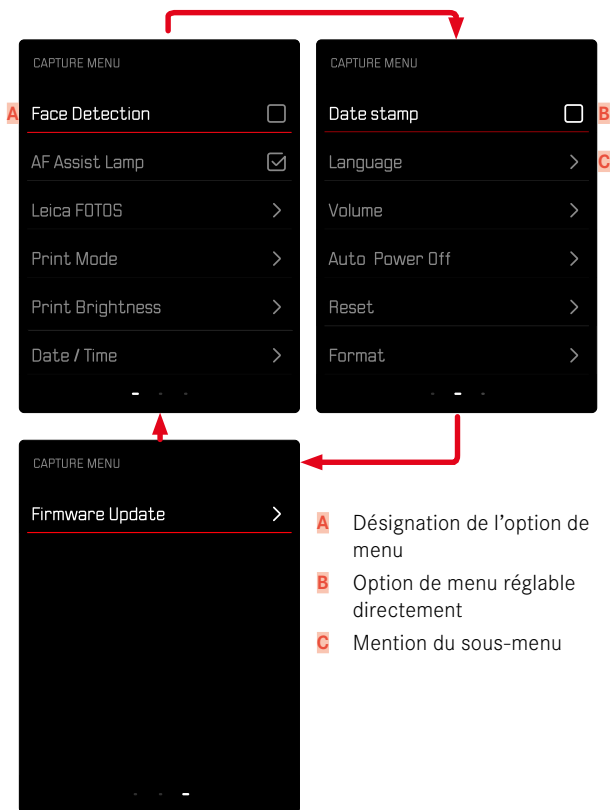 CAPTURE MENU
A Face Detection
AF Assist Lamp
Leica FOTOS
Print Mode
Print Brightness
Date / Time
CAPTURE MENU
Date stamp B
Language C
Volume
Auto Power Off
Reset
Format
CAPTURE MENU
Firmware Update
A Désignation de l’option de
menu
B Option de menu réglable
directement
C Mention du sous-menu